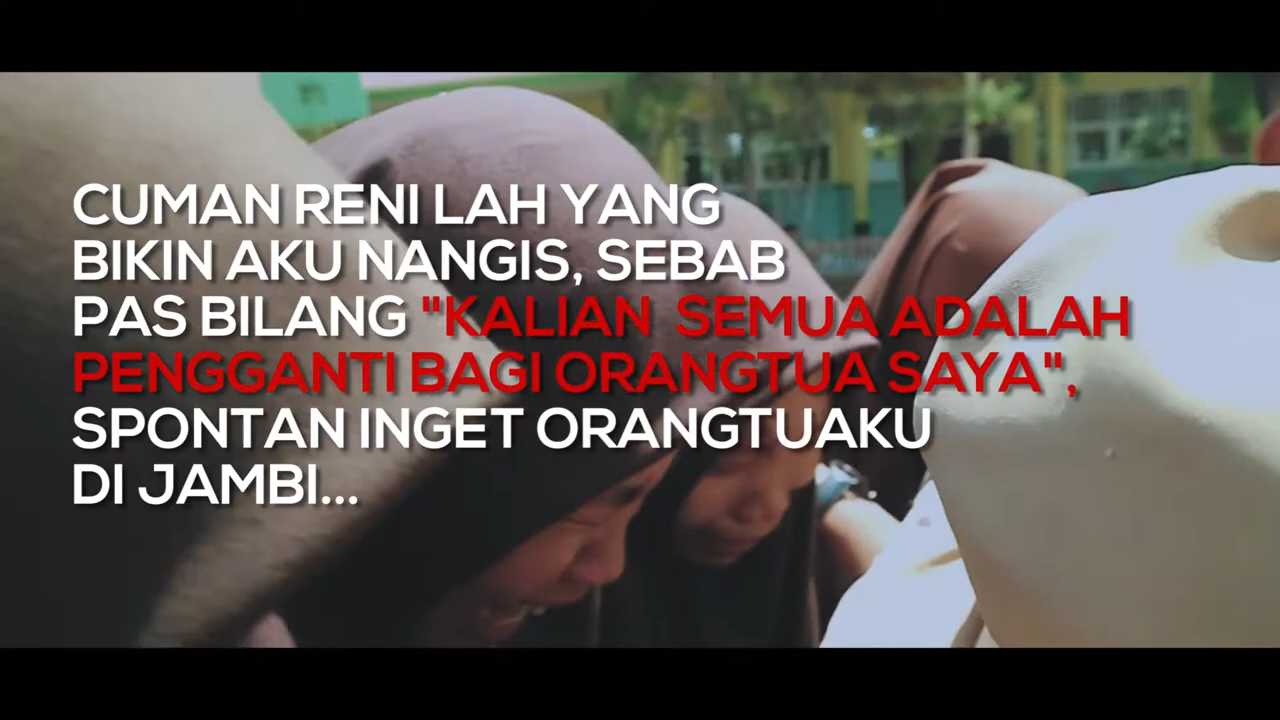 CUMAN RENI LAH YANG
BIKIN AKU NANGIS, SEBAB
PAS BILANG "KALIAN SEMUA ADALAH
PENGGANTI BAGI ORANGTUA SAYA",
SPONTAN INGET ORANGTUAKU
DI JAMBI...